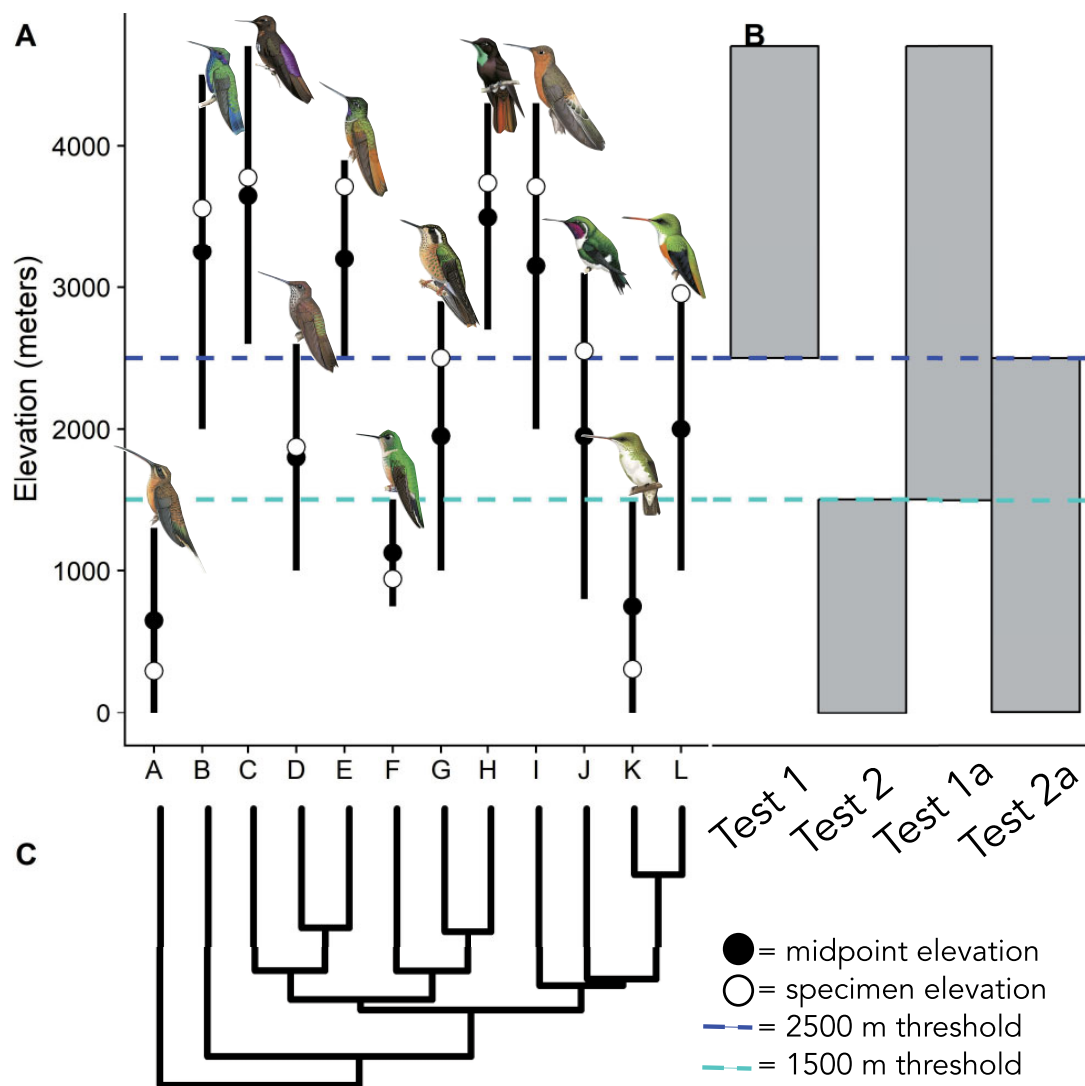 A
B
Elevation (meters)
4000
3000
2000
1000
0
A B C D E F G H I J K L
Test 1
Test 2
Test 1a
Test 2a
C
= midpoint elevation
= specimen elevation
= 2500 m threshold
= 1500 m threshold